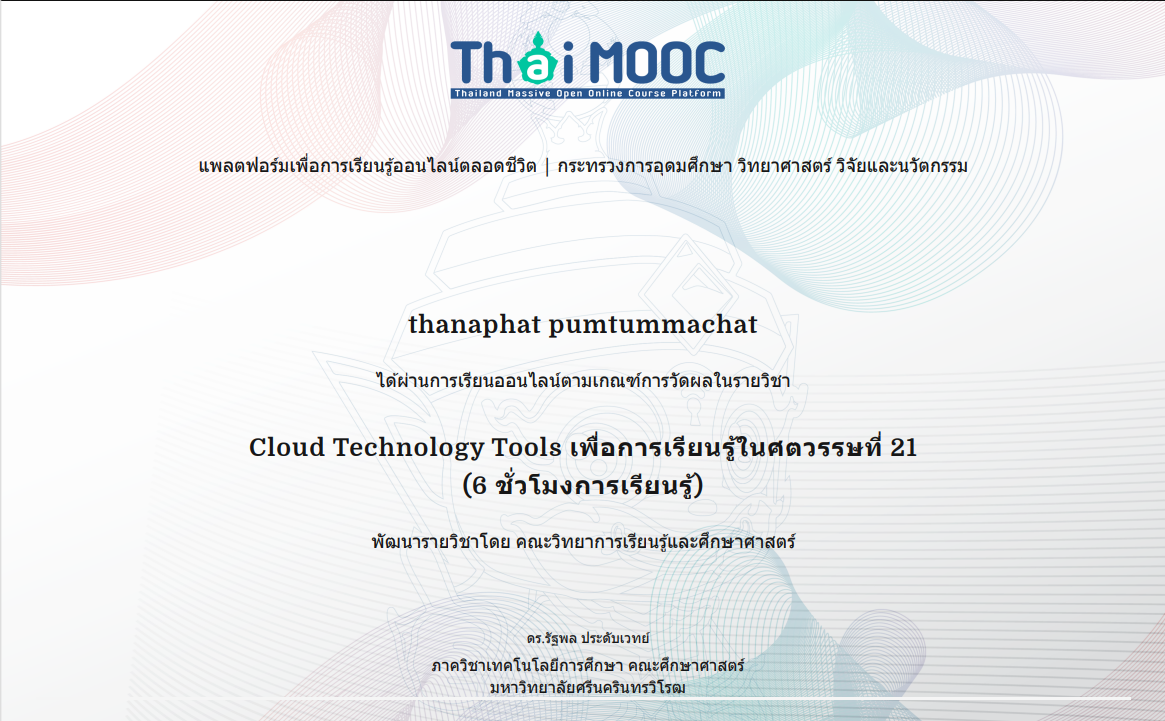 Thai MOOC
Thailand Massive Open Online Course Platform
แพลตฟอร์มเพื่อการเรียนรู้ออนไลน์ตลอดชีวิต | กระทรวงการอุดมศึกษา วิทยาศาสตร์ วิจัยและนวัตกรรม
thanaphat pumtummachat
ได้ผ่านการเรียนออนไลน์ตามเกณฑ์การวัดผลในรายวิชา
Cloud Technology Tools เพื่อการเรียนรู้ในศตวรรษที่ 21
(6 ชั่วโมงการเรียนรู้)
พัฒนารายวิชาโดย คณะวิทยาการเรียนรู้และศึกษาศาสตร์
ดร.รัฐพล ประดับเวทย์
ภาควิชาเทคโนโลยีการศึกษา คณะศึกษาศาสตร์
มหาวิทยาลัยศรีนครินทรวิโรฒ